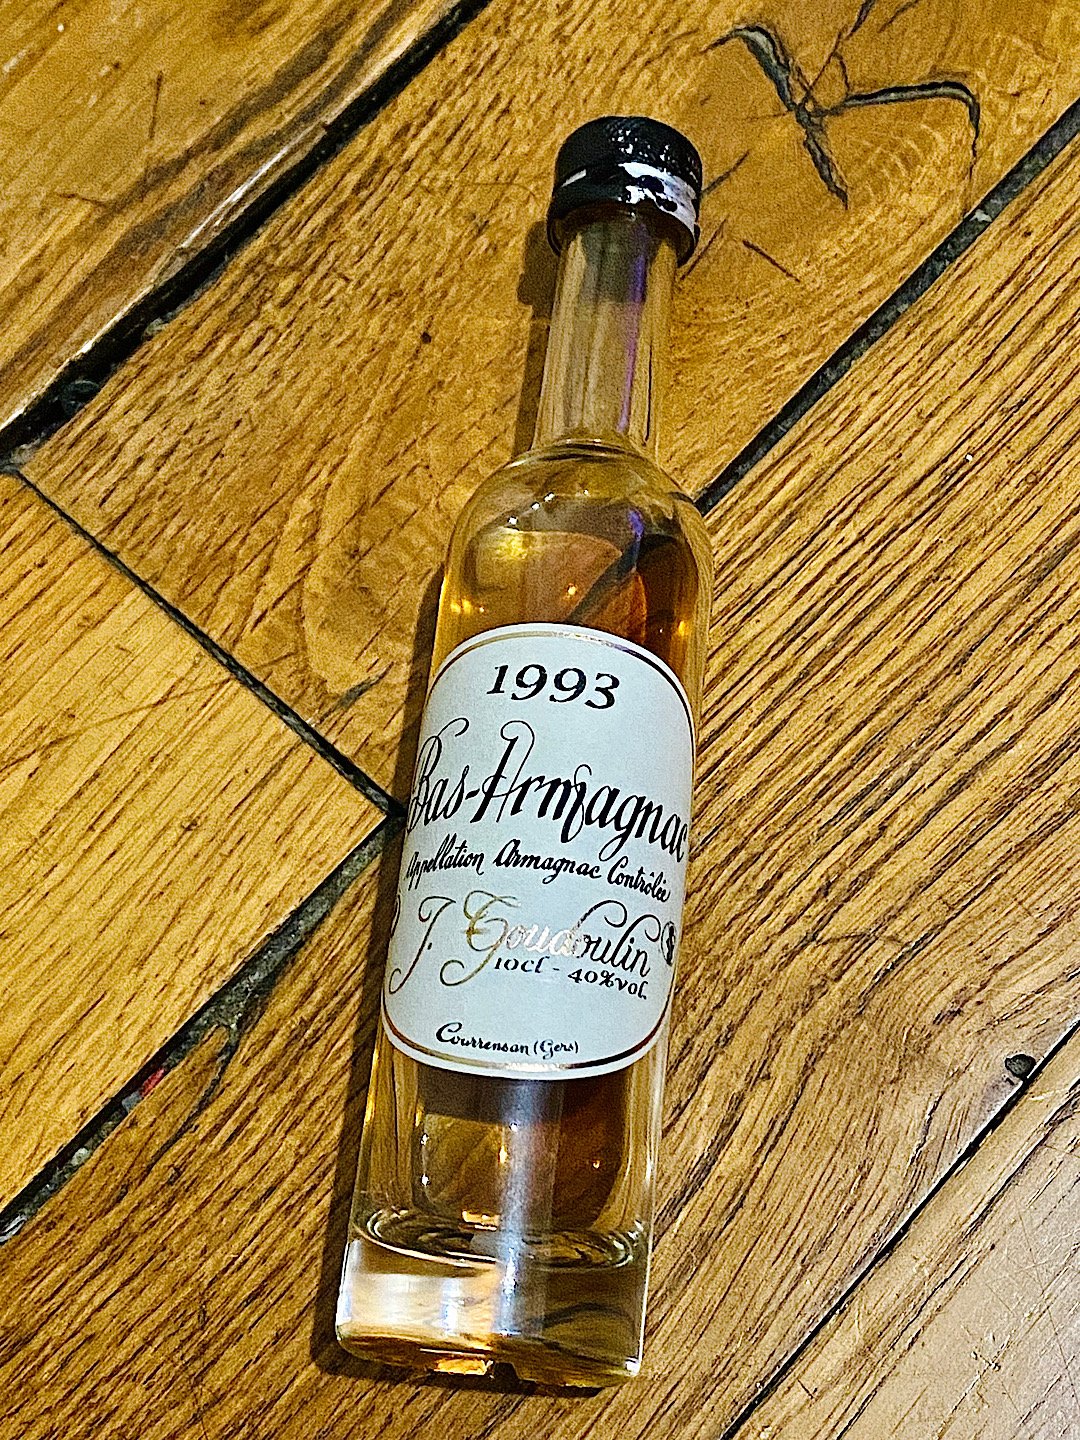 1993
Bas-Armagnac
Appellation Armagnac Contrôlée
J. Goudoulin
10cl - 40%vol.
Courrensan (Gers)